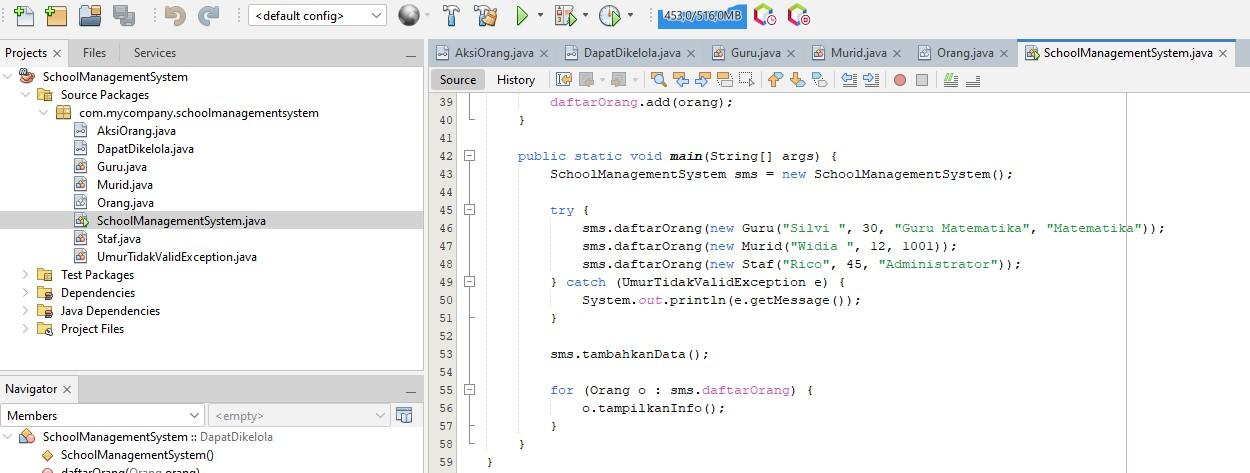 <default config>
453,0/516,0MB
Projects
Files
Services
SchoolManagementSystem
Source Packages
com.mycompany.schoolmanagementsystem
AksiOrang.java
DapatDikelola.java
Guru.java
Murid.java
Orang.java
SchoolManagementSystem.java
Staf.java
UmurTidakValidException.java
Test Packages
Dependencies
Java Dependencies
Project Files
Navigator
Members
<empty>
SchoolManagementSystem :: DapatDikelola
SchoolManagementSystem()
daftarOrang(Orang orang)
AksiOrang.java
DapatDikelola.java
Guru.java
Murid.java
Orang.java
SchoolManagementSystem.java
Source
History
39 daftarOrang.add(orang);
40 }
41
42 public static void main(String[] args) {
43 SchoolManagementSystem sms = new SchoolManagementSystem();
44
45 try {
46 sms.daftarOrang(new Guru("Silvi ", 30, "Guru Matematika", "Matematika"));
47 sms.daftarOrang(new Murid("Widia ", 12, 1001));
48 sms.daftarOrang(new Staf("Rico", 45, "Administrator"));
49 } catch (UmurTidakValidException e) {
50 System.out.println(e.getMessage());
51 }
52
53 sms.tambahkanData();
54
55 for (Orang o : sms.daftarOrang) {
56 o.tampilkanInfo();
57 }
58 }
59 }